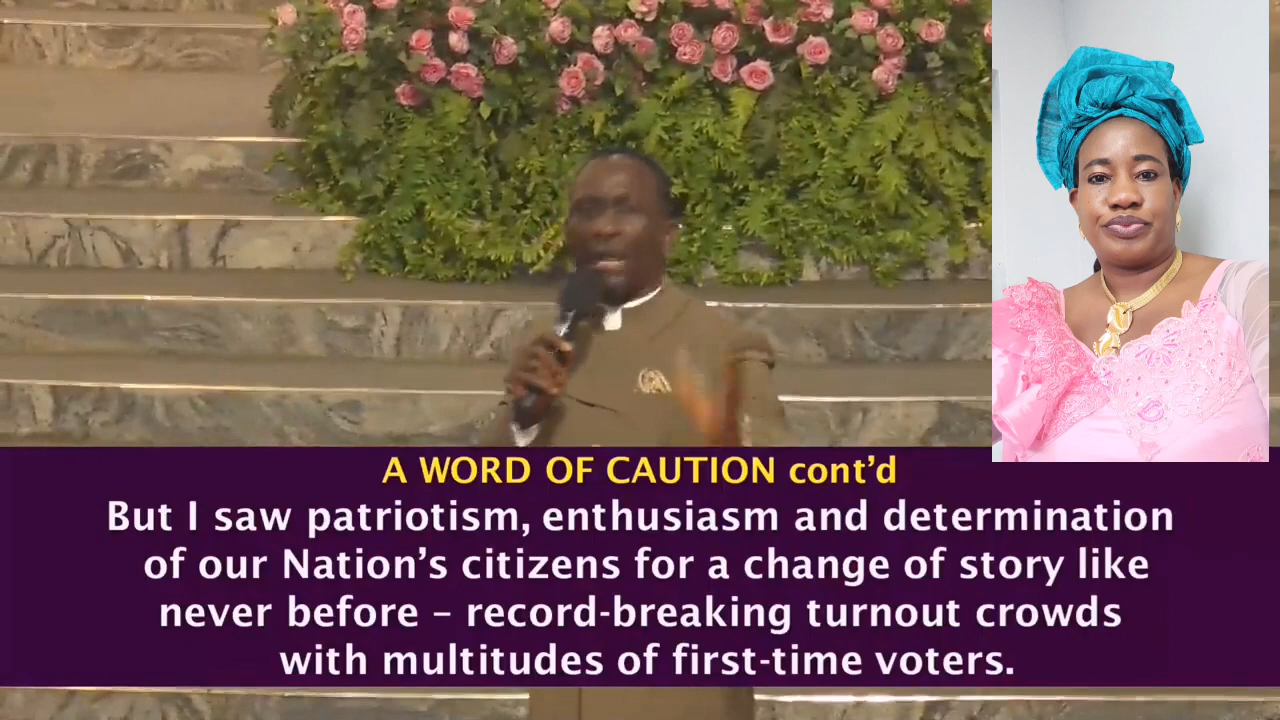 A WORD OF CAUTION cont’d
But I saw patriotism, enthusiasm and determination
of our Nation’s citizens for a change of story like
never before – record-breaking turnout crowds
with multitudes of first-time voters.